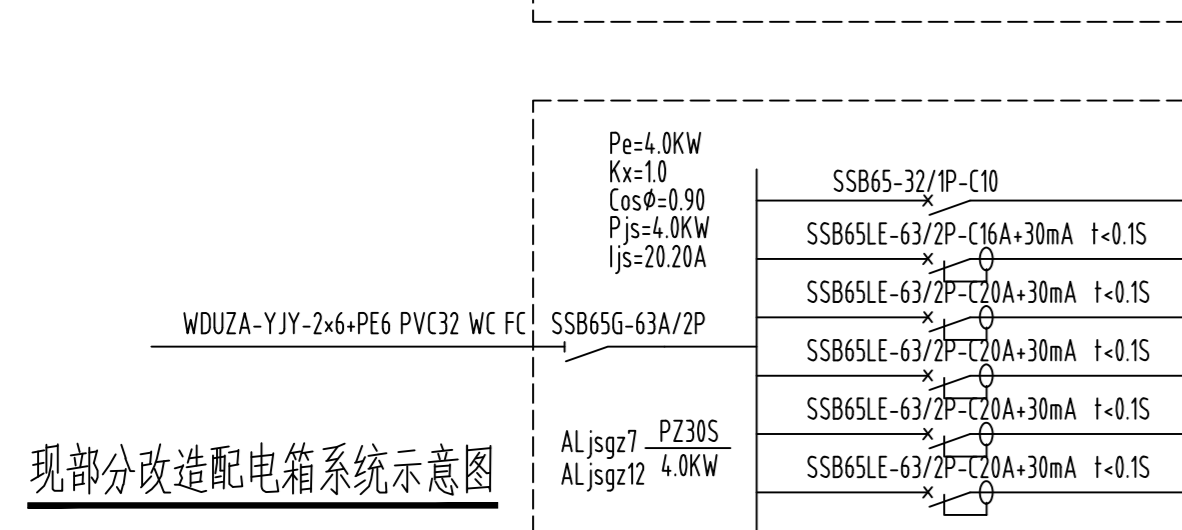 Pe=4.0KW
Kx=1.0
CosØ=0.90
Pjs=4.0KW
Ijs=20.20A
SSB65-32/1P-C10
SSB65LE-63/2P-C16A+30mA t<0.1S
SSB65LE-63/2P-C20A+30mA t<0.1S
WDUZA-YJY-2×6+PE6 PVC32 WC FC
SSB65G-63A/2P
SSB65LE-63/2P-C20A+30mA t<0.1S
SSB65LE-63/2P-C20A+30mA t<0.1S
ALjsgz7
PZ30S
ALjsgz12
4.0KW
SSB65LE-63/2P-C20A+30mA t<0.1S
现部分改造配电箱系统示意图